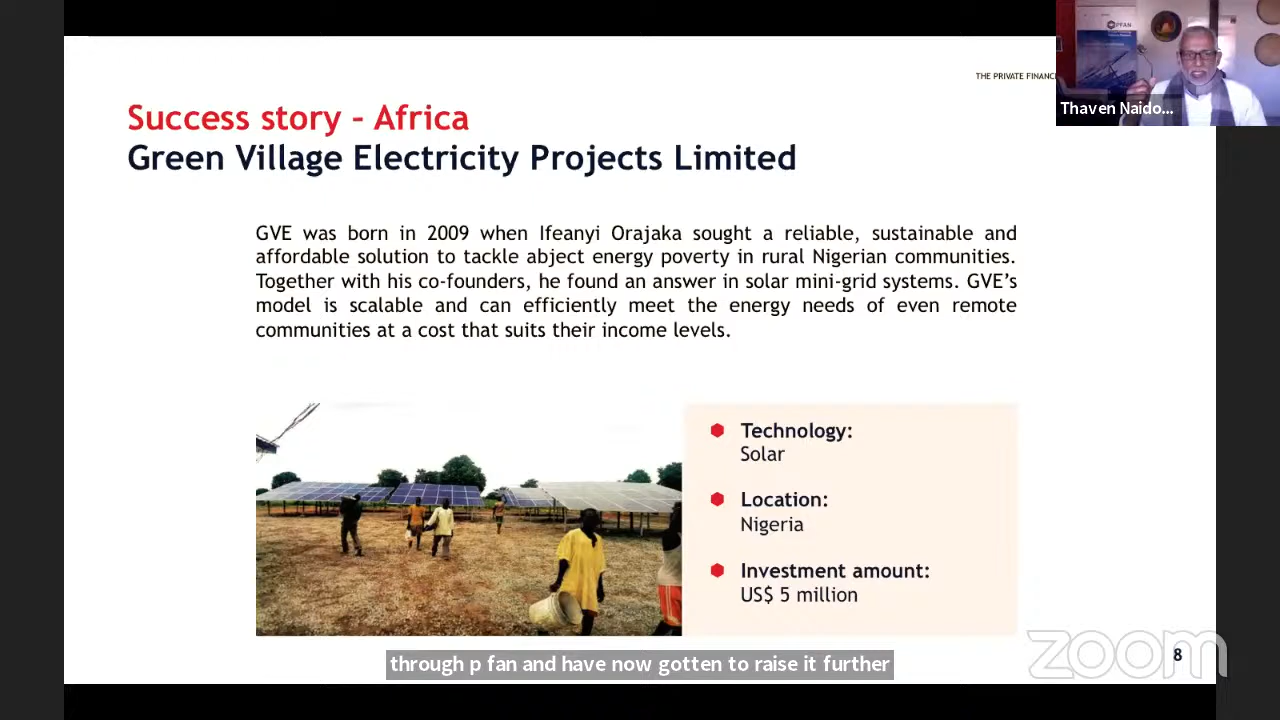 THE PRIVATE FINANC
PFAN
Thaven Naido...
Success story – Africa
Green Village Electricity Projects Limited
GVE was born in 2009 when Ifeanyi Orajaka sought a reliable, sustainable and
affordable solution to tackle abject energy poverty in rural Nigerian communities.
Together with his co-founders, he found an answer in solar mini-grid systems. GVE’s
model is scalable and can efficiently meet the energy needs of even remote
communities at a cost that suits their income levels.
Technology:
Solar
Location:
Nigeria
Investment amount:
US$ 5 million
through p fan and have now gotten to raise it further
zoom
8